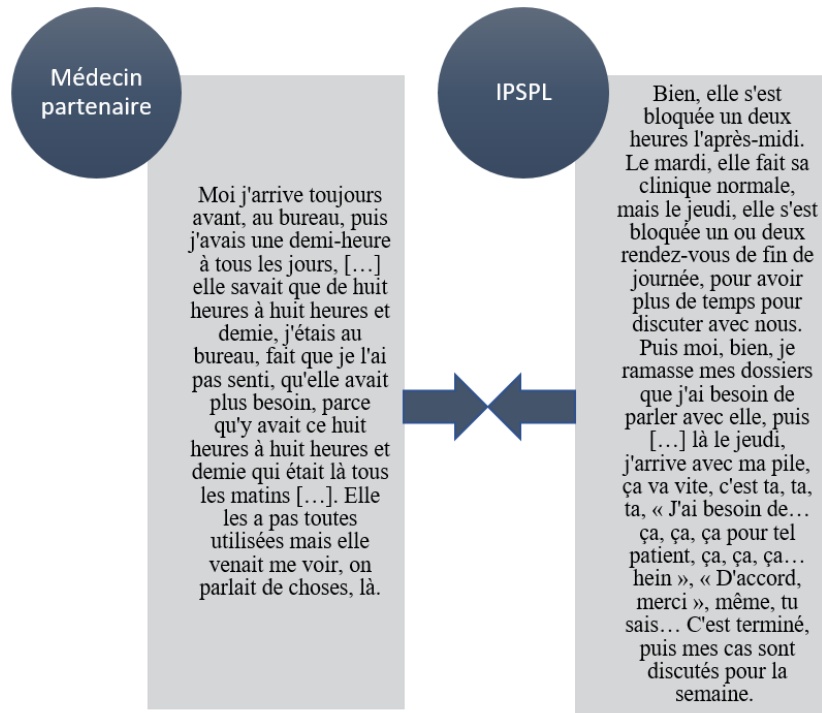 Médecin
partenaire
Moi j'arrive toujours
avant, au bureau, puis
j'avais une demi-heure
à tous les jours, […]
elle savait que de huit
heures à huit heures et
demie, j'étais au
bureau, fait que je l'ai
pas senti, qu'elle avait
plus besoin, parce
qu'y avait ce huit
heures à huit heures et
demie qui était là tous
les matins […]. Elle
les a pas toutes
utilisées mais elle
venait me voir, on
parlait de choses, là.
IPSPL
Bien, elle s'est
bloquée un deux
heures l'après-midi.
Le mardi, elle fait sa
clinique normale,
mais le jeudi, elle s'est
bloquée un ou deux
rendez-vous de fin de
journée, pour avoir
plus de temps pour
discuter avec nous.
Puis moi, bien, je
ramasse mes dossiers
que j'ai besoin de
parler avec elle, puis
[…] là le jeudi,
j'arrive avec ma pile,
ça va vite, c'est ta, ta,
ta, « J'ai besoin de…
ça, ça, ça pour tel
patient, ça, ça, ça…
hein », « D'accord,
merci », même, tu
sais… C'est terminé,
puis mes cas sont
discutés pour la
semaine.